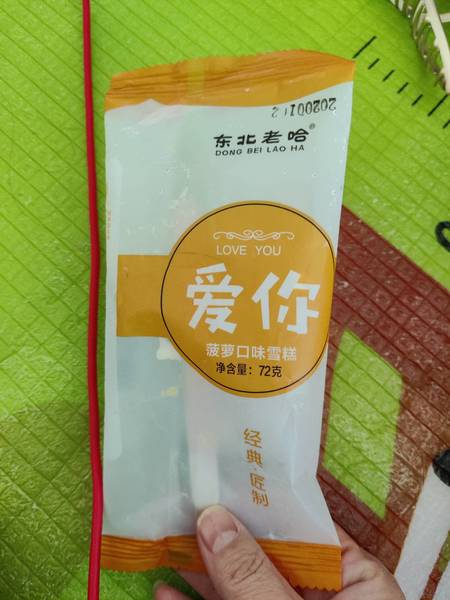 20200112
东北老哈®
DONG BEI LAO HA
LOVE YOU
爱你
菠萝口味雪糕
净含量：72克
经典·匠制